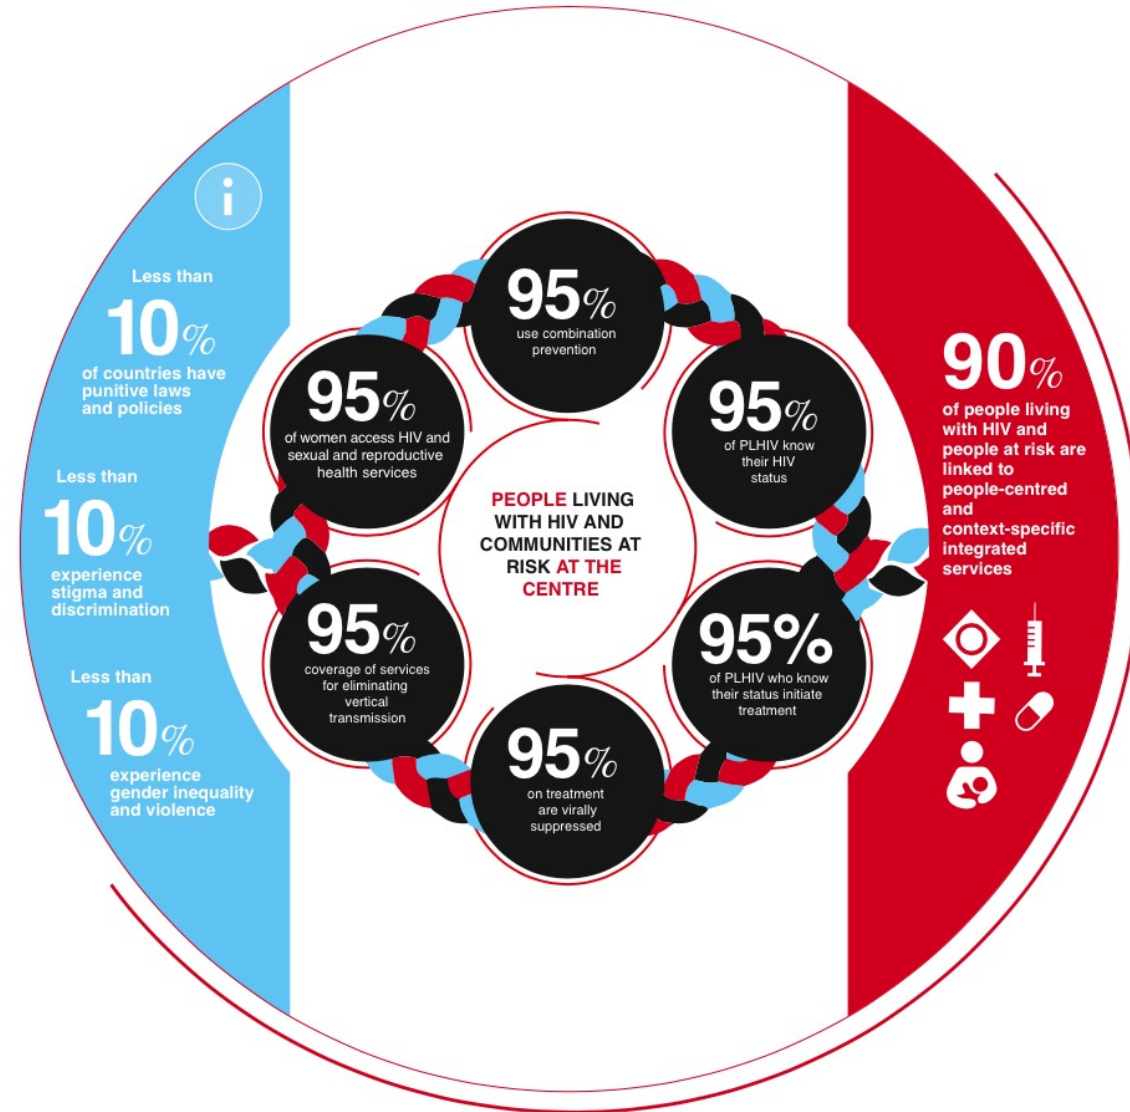 i
Less than
10%
of countries have
punitive laws
and policies
Less than
10%
experience
stigma and
discrimination
Less than
10%
experience
gender inequality
and violence
95%
use combination
prevention
95%
of PLHIV know
their HIV
status
95%
of PLHIV who know
their status initiate
treatment
95%
on treatment
are virally
suppressed
95%
coverage of services
for eliminating
vertical
transmission
95%
of women access HIV and
sexual and reproductive
health services
PEOPLE LIVING
WITH HIV AND
COMMUNITIES AT
RISK AT THE
CENTRE
90%
of people living
with HIV and
people at risk are
linked to
people-centred
and
context-specific
integrated
services